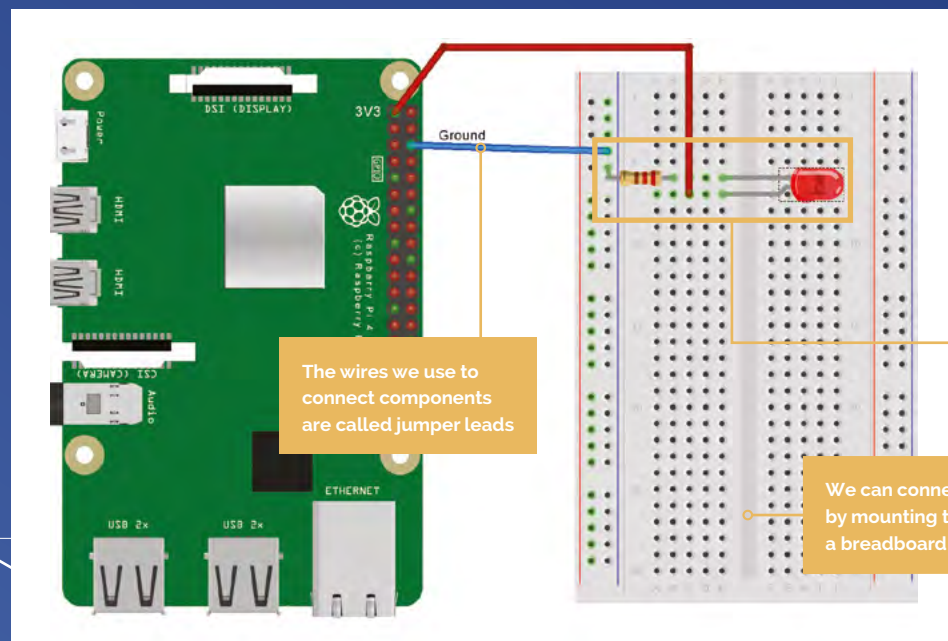 DSI (DISPLAY)
3V3
Power
Ground
GPIO
HDMI
HDMI
Raspberry Pi 4
(c) Raspberry
The wires we use to
connect components
are called jumper leads
CSI (CAMERA)
Audio
ETHERNET
USB 2x
USB 2x
We can conne
by mounting t
a breadboard